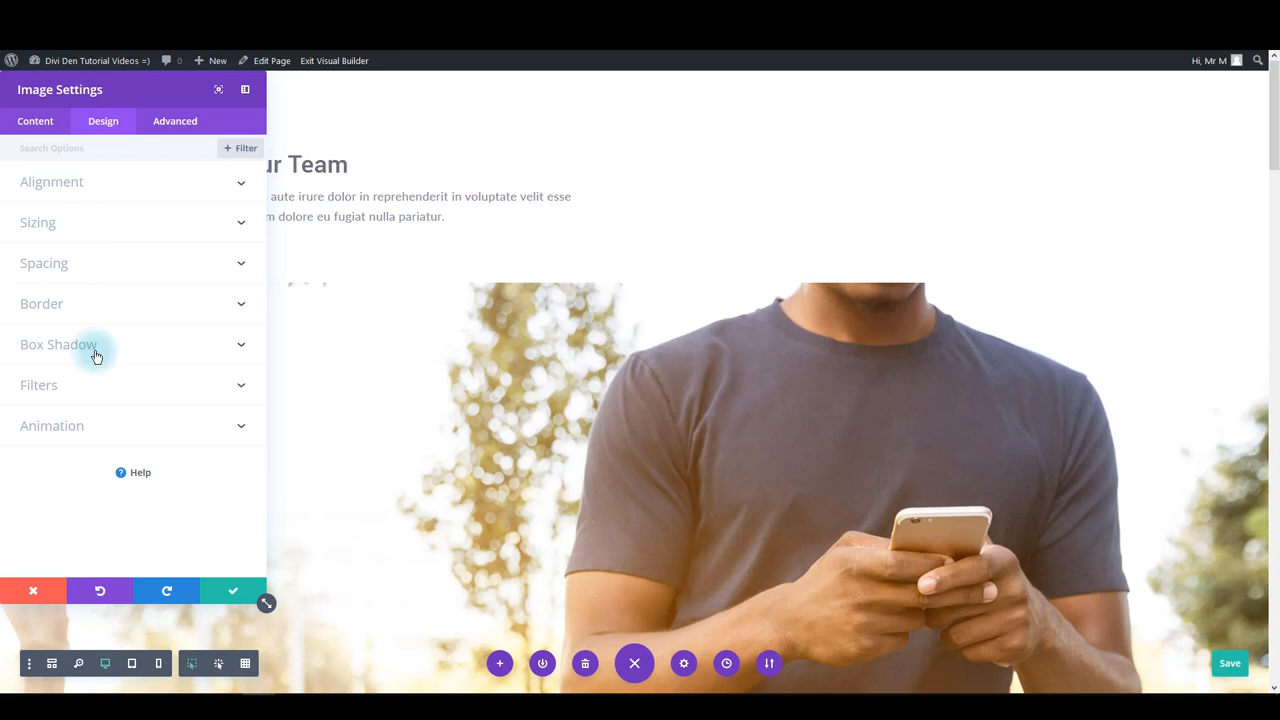 Divi Den Tutorial Videos =) 0 New Edit Page Exit Visual Builder Hi, Mr M
Image Settings
Content Design Advanced
Search Options + Filter
Alignment
Sizing
Spacing
Border
Box Shadow
Filters
Animation
? Help
ur Team
aute irure dolor in reprehenderit in voluptate velit esse
m dolore eu fugiat nulla pariatur.
Save